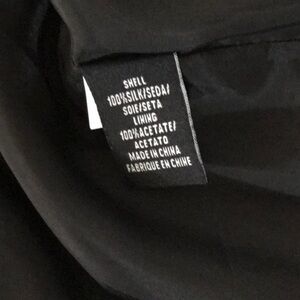 SHELL
100%SILK/SEDA/
SOIE/SETA
LINING
100%ACETATE/
ACETATO
MADE IN CHINA
FABRIQUE EN CHINE